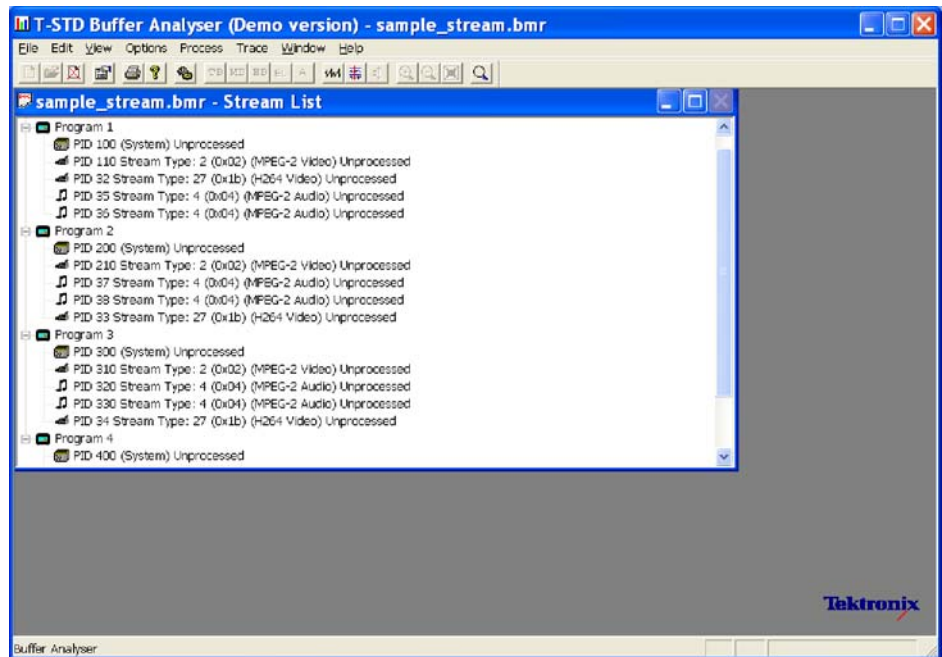 T-STD Buffer Analyser (Demo version) - sample_stream.bmr
File Edit View Options Process Trace Window Help
sample_stream.bmr - Stream List
Program 1
PID 100 (System) Unprocessed
PID 110 Stream Type: 2 (0x02) (MPEG-2 Video) Unprocessed
PID 32 Stream Type: 27 (0x1b) (H264 Video) Unprocessed
PID 35 Stream Type: 4 (0x04) (MPEG-2 Audio) Unprocessed
PID 36 Stream Type: 4 (0x04) (MPEG-2 Audio) Unprocessed
Program 2
PID 200 (System) Unprocessed
PID 210 Stream Type: 2 (0x02) (MPEG-2 Video) Unprocessed
PID 37 Stream Type: 4 (0x04) (MPEG-2 Audio) Unprocessed
PID 38 Stream Type: 4 (0x04) (MPEG-2 Audio) Unprocessed
PID 33 Stream Type: 27 (0x1b) (H264 Video) Unprocessed
Program 3
PID 300 (System) Unprocessed
PID 310 Stream Type: 2 (0x02) (MPEG-2 Video) Unprocessed
PID 320 Stream Type: 4 (0x04) (MPEG-2 Audio) Unprocessed
PID 330 Stream Type: 4 (0x04) (MPEG-2 Audio) Unprocessed
PID 34 Stream Type: 27 (0x1b) (H264 Video) Unprocessed
Program 4
PID 400 (System) Unprocessed
Tektronix
Buffer Analyser